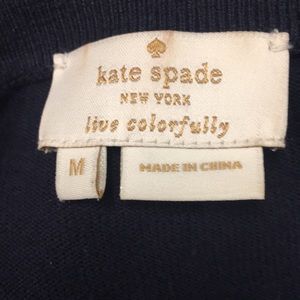 kate spade
NEW YORK
live colorfully
M
MADE IN CHINA